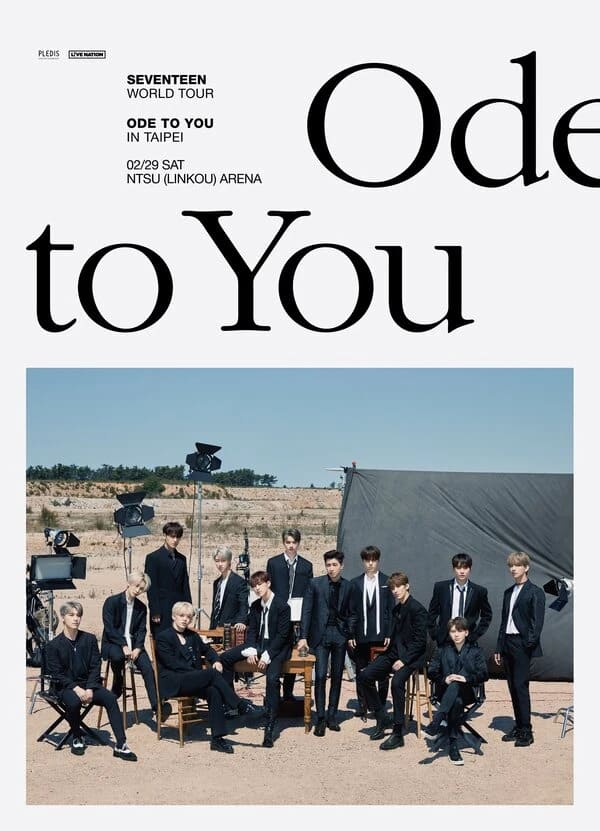 PLEDIS
LIVE NATION
SEVENTEEN
WORLD TOUR
ODE TO YOU
IN TAIPEI
02/29 SAT
NTSU (LINKOU) ARENA
Ode
to You